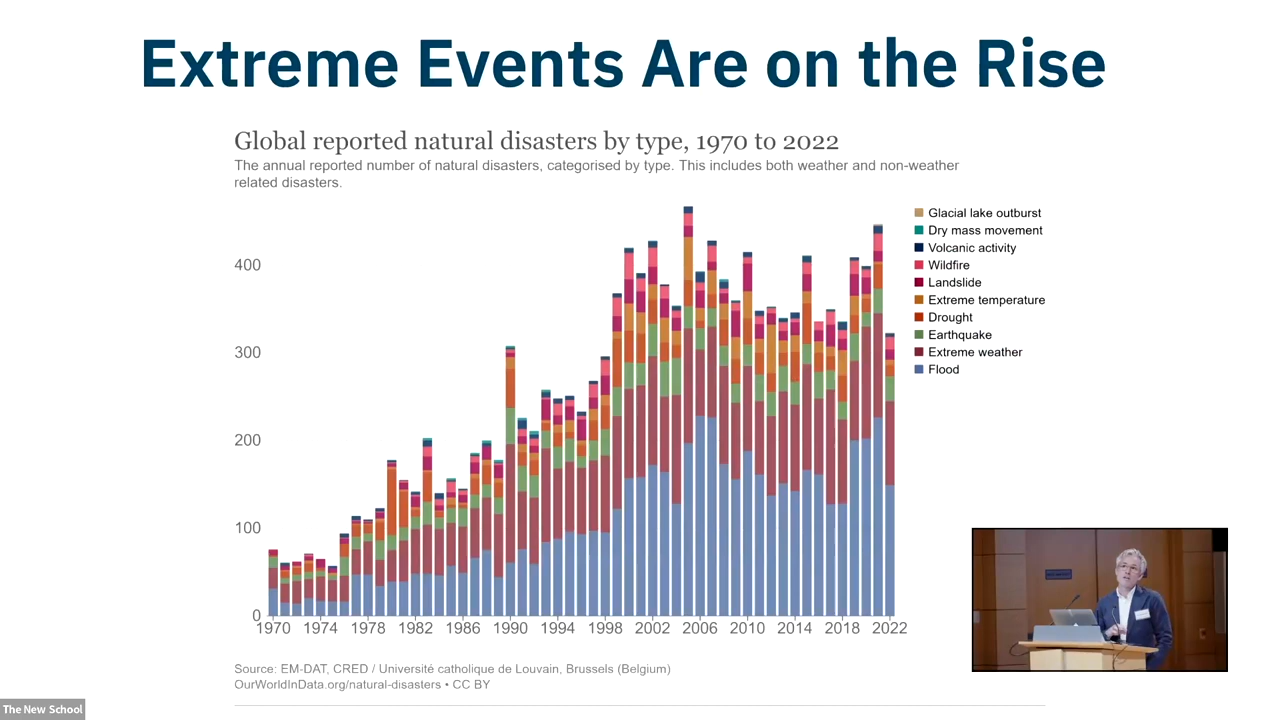 Extreme Events Are on the Rise
Global reported natural disasters by type, 1970 to 2022
The annual reported number of natural disasters, categorised by type. This includes both weather and non-weather
related disasters.
Glacial lake outburst
Dry mass movement
Volcanic activity
Wildfire
Landslide
Extreme temperature
Drought
Earthquake
Extreme weather
Flood
400
300
200
100
0
1970 1974 1978 1982 1986 1990 1994 1998 2002 2006 2010 2014 2018 2022
Source: EM-DAT, CRED / Université catholique de Louvain, Brussels (Belgium)
OurWorldInData.org/natural-disasters • CC BY
The New School